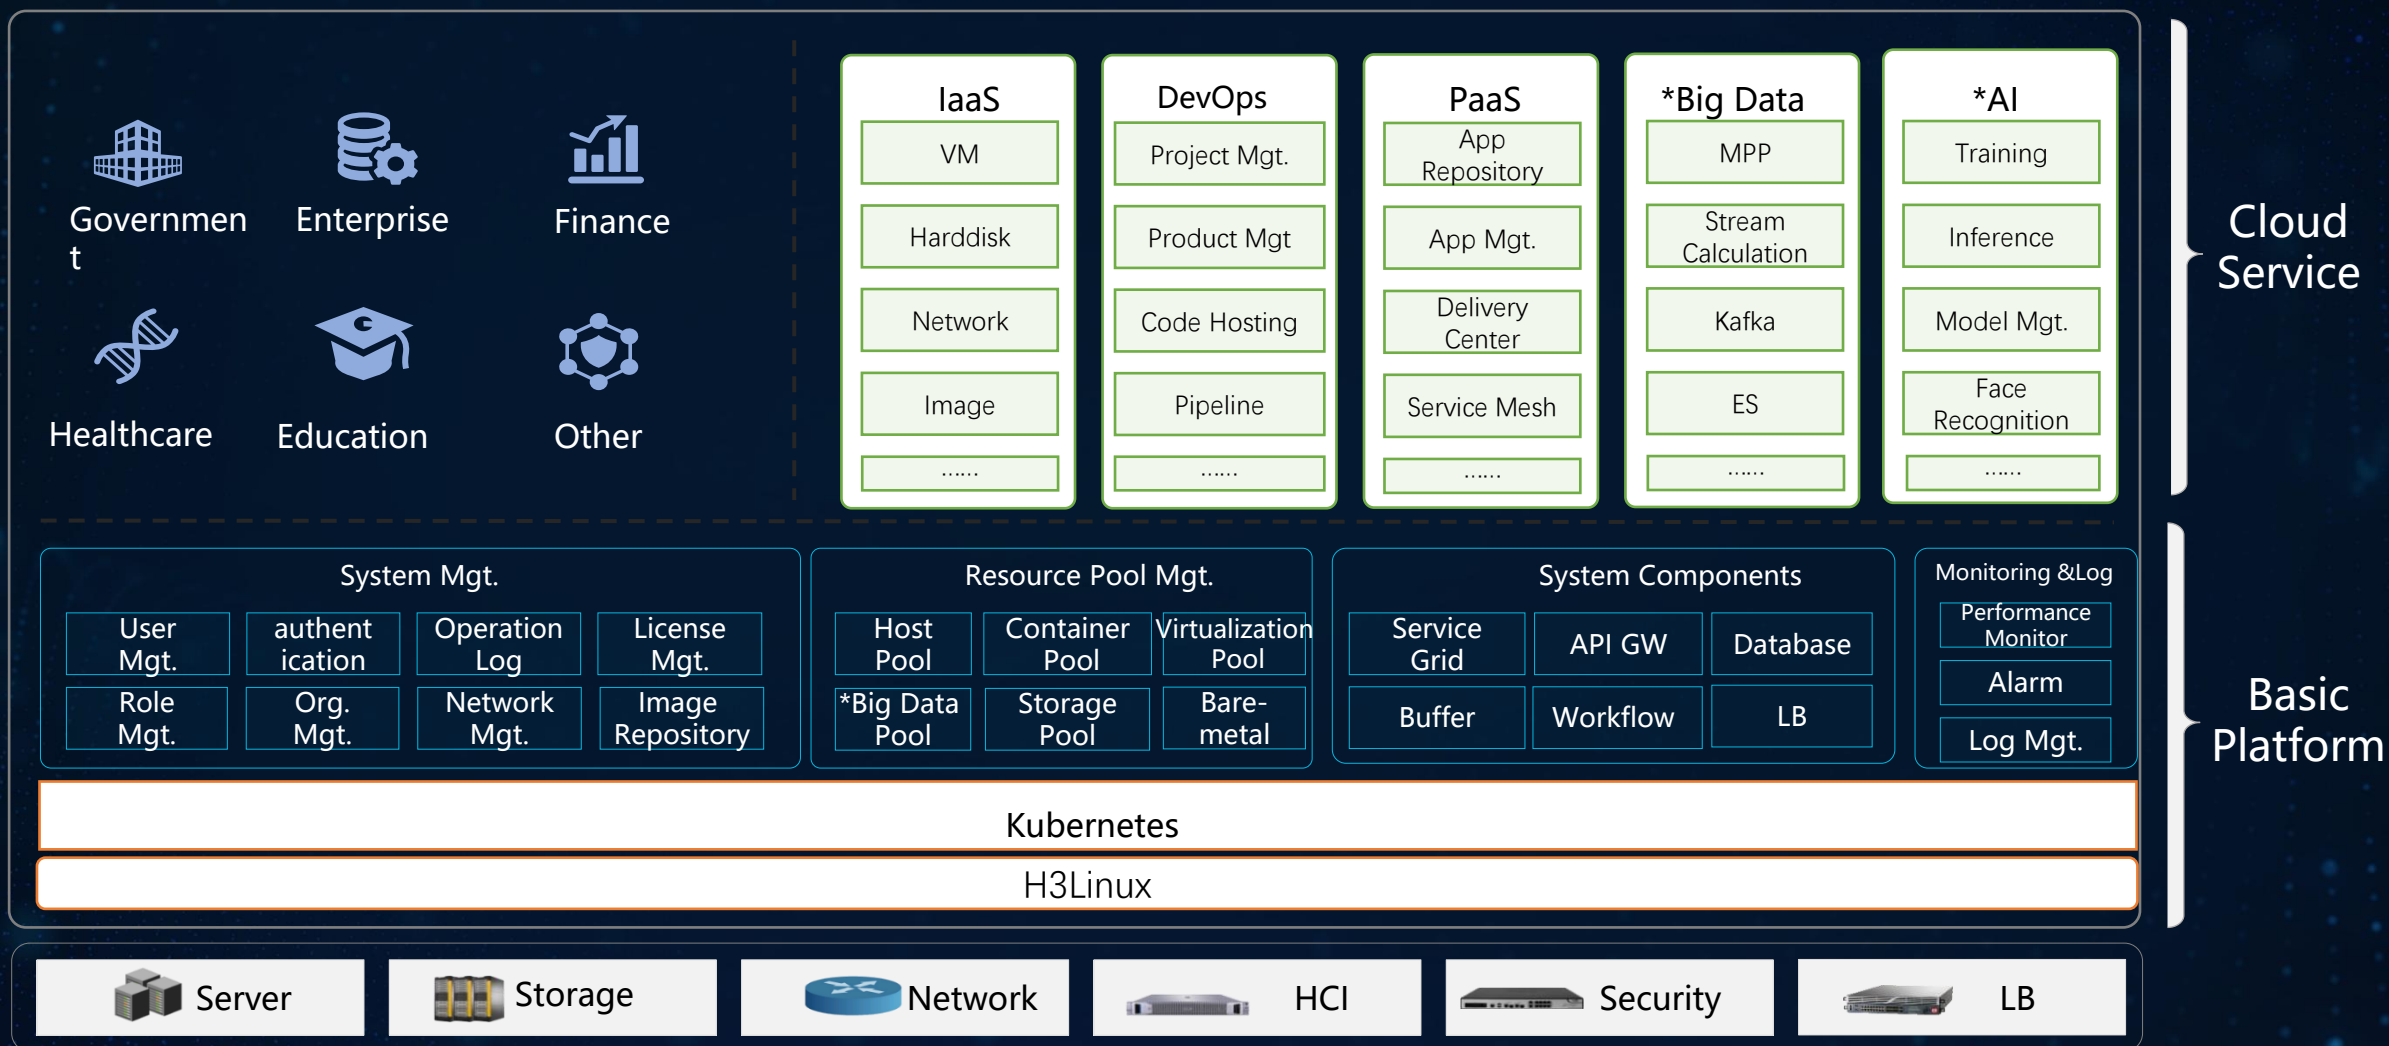 Governmen
t
Enterprise
Finance
Healthcare
Education
Other
IaaS
VM
Harddisk
Network
Image
......
DevOps
Project Mgt.
Product Mgt
Code Hosting
Pipeline
......
PaaS
App
Repository
App Mgt.
Delivery
Center
Service Mesh
......
*Big Data
MPP
Stream
Calculation
Kafka
ES
......
*AI
Training
Inference
Model Mgt.
Face
Recognition
......
Cloud
Service
System Mgt.
User
Mgt.
authent
ication
Operation
Log
License
Mgt.
Role
Mgt.
Org.
Mgt.
Network
Mgt.
Image
Repository
Resource Pool Mgt.
Host
Pool
Container
Pool
Virtualization
Pool
*Big Data
Pool
Storage
Pool
Bare-
metal
System Components
Service
Grid
API GW
Database
Buffer
Workflow
LB
Monitoring &Log
Performance
Monitor
Alarm
Log Mgt.
Basic
Platform
Kubernetes
H3Linux
Server
Storage
Network
HCI
Security
LB